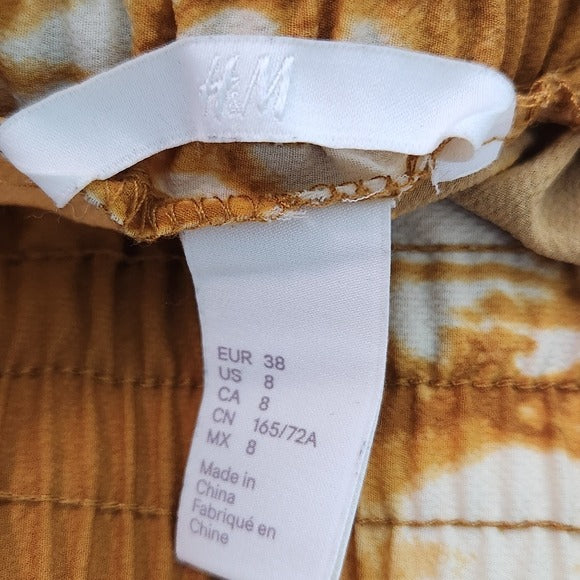 H&M
EUR 38
US 8
CA 8
CN 165/72A
MX 8
Made in
China
Fabriqué en
Chine